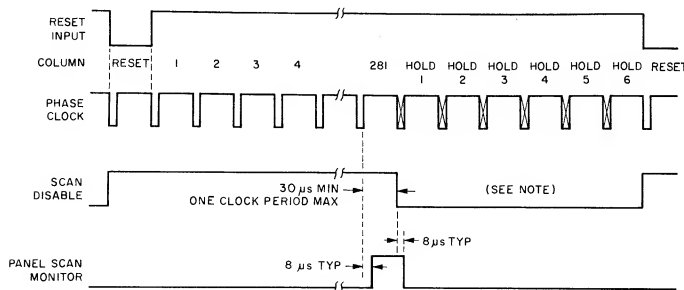 RESET
INPUT
COLUMN RESET 1 2 3 4 281 HOLD 1 HOLD 2 HOLD 3 HOLD 4 HOLD 5 HOLD 6 RESET
PHASE
CLOCK
SCAN
DISABLE
30 µs MIN
ONE CLOCK PERIOD MAX
(SEE NOTE)
8 µs TYP
PANEL SCAN
MONITOR
8 µs TYP